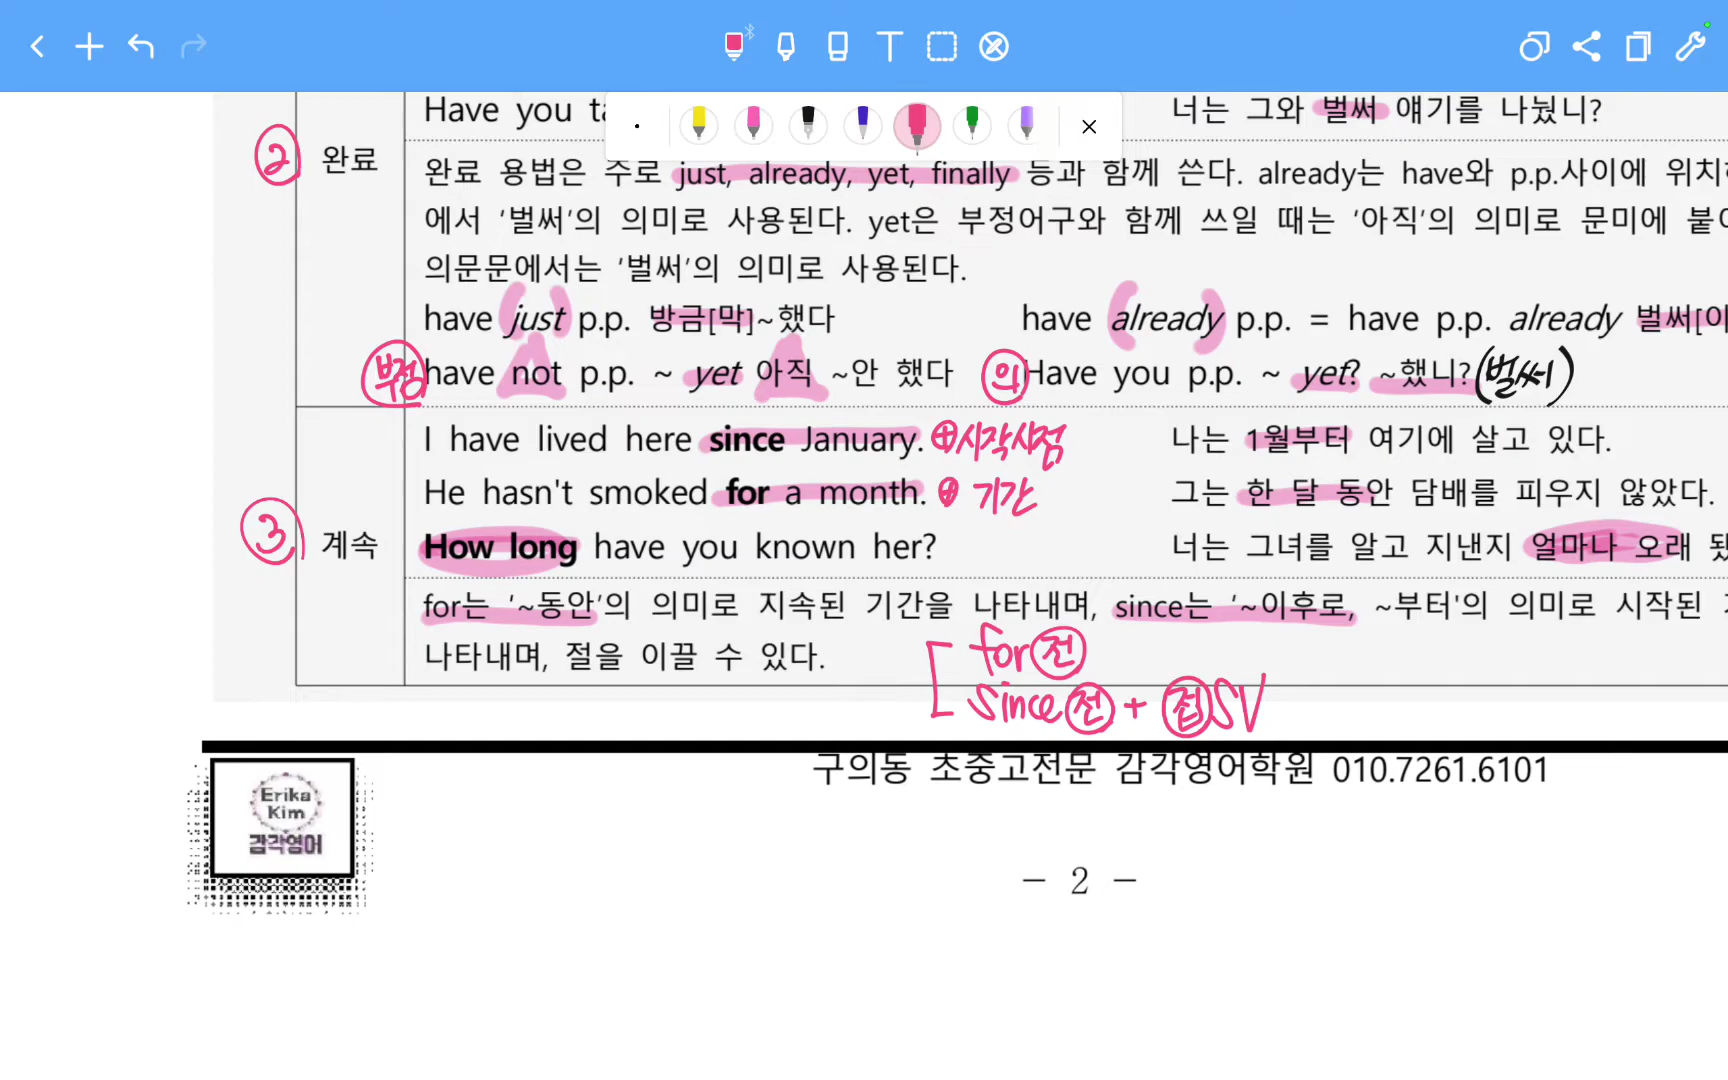 Have you ta
너는 그와 벌써 얘기를 나눴니?
② 완료
완료 용법은 주로 just, already, yet, finally 등과 함께 쓴다. already는 have와 p.p.사이에 위치
에서 '벌써'의 의미로 사용된다. yet은 부정어구와 함께 쓰일 때는 '아직'의 의미로 문미에 붙
의문문에서는 '벌써'의 의미로 사용된다.
have (just) p.p. 방금[막]~했다
have (already) p.p. = have p.p. already 벌써[이
부정 have not p.p. ~ yet 아직 ~안 했다
의 Have you p.p. ~ yet? ~했니? (벌써)
I have lived here since January. ⊕시작시점
나는 1월부터 여기에 살고 있다.
He hasn't smoked for a month. ⊕ 기간
그는 한 달 동안 담배를 피우지 않았다.
③ 계속
How long have you known her?
너는 그녀를 알고 지낸지 얼마나 오래 됐
for는 '~동안'의 의미로 지속된 기간을 나타내며, since는 '~이후로, ~부터'의 의미로 시작된
나타내며, 절을 이끌 수 있다.
for 전
since 전 + 접 SV
구의동 초중고전문 감각영어학원 010.7261.6101
Erika
Kim
감각영어
- 2 -